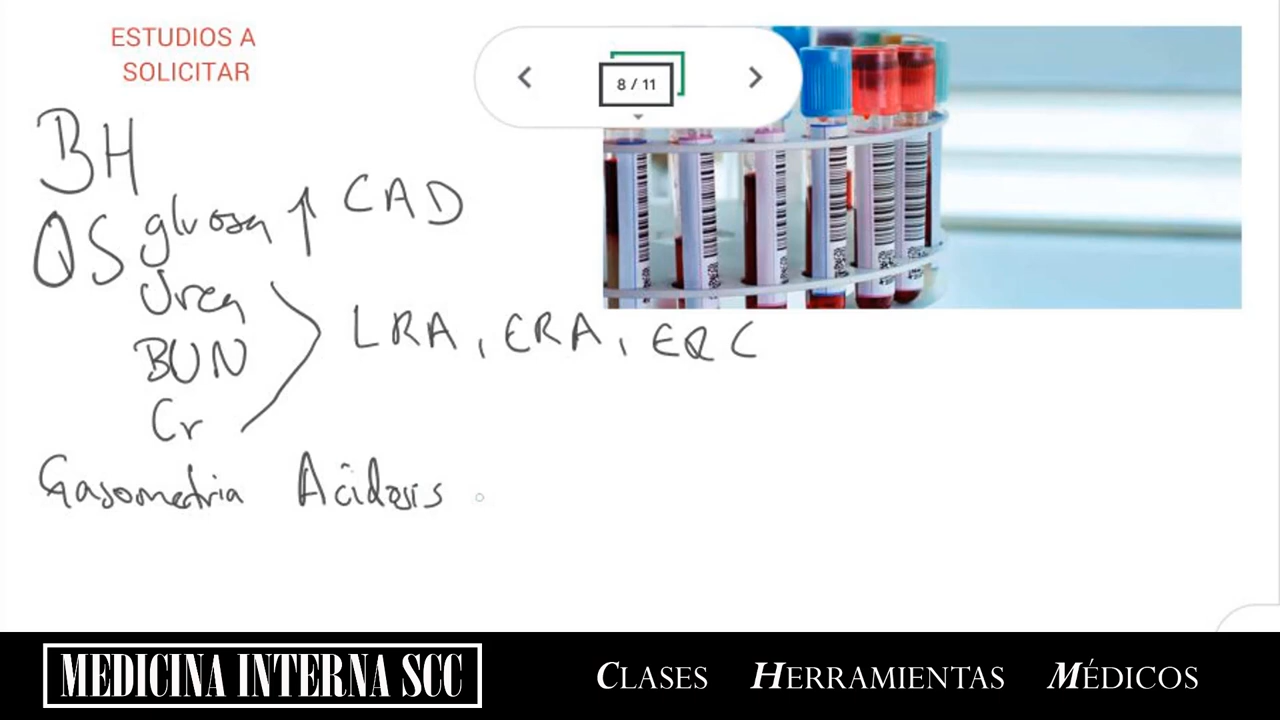 ESTUDIOS A
SOLICITAR
8 / 11
BH
QS glucosa ↑ CAD
Urea
BUN
Cr
LRA, ERA, ERC
Gasometria Acidosis
MEDICINA INTERNA SCC
CLASES HERRAMIENTAS MÉDICOS